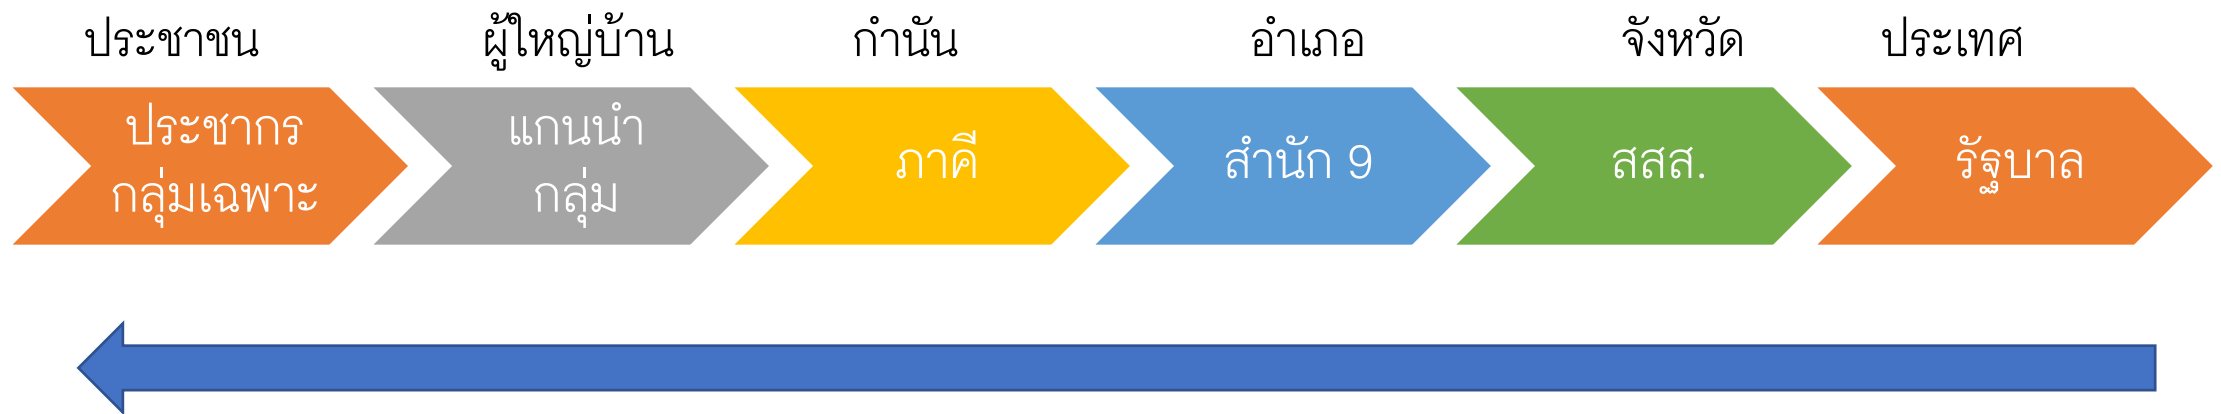 ประชาชน ผู้ใหญ่บ้าน กำนัน อำเภอ จังหวัด ประเทศ
ประชากร
กลุ่มเฉพาะ
แกนนำ
กลุ่ม
ภาคี
สำนัก 9
สสส.
รัฐบาล